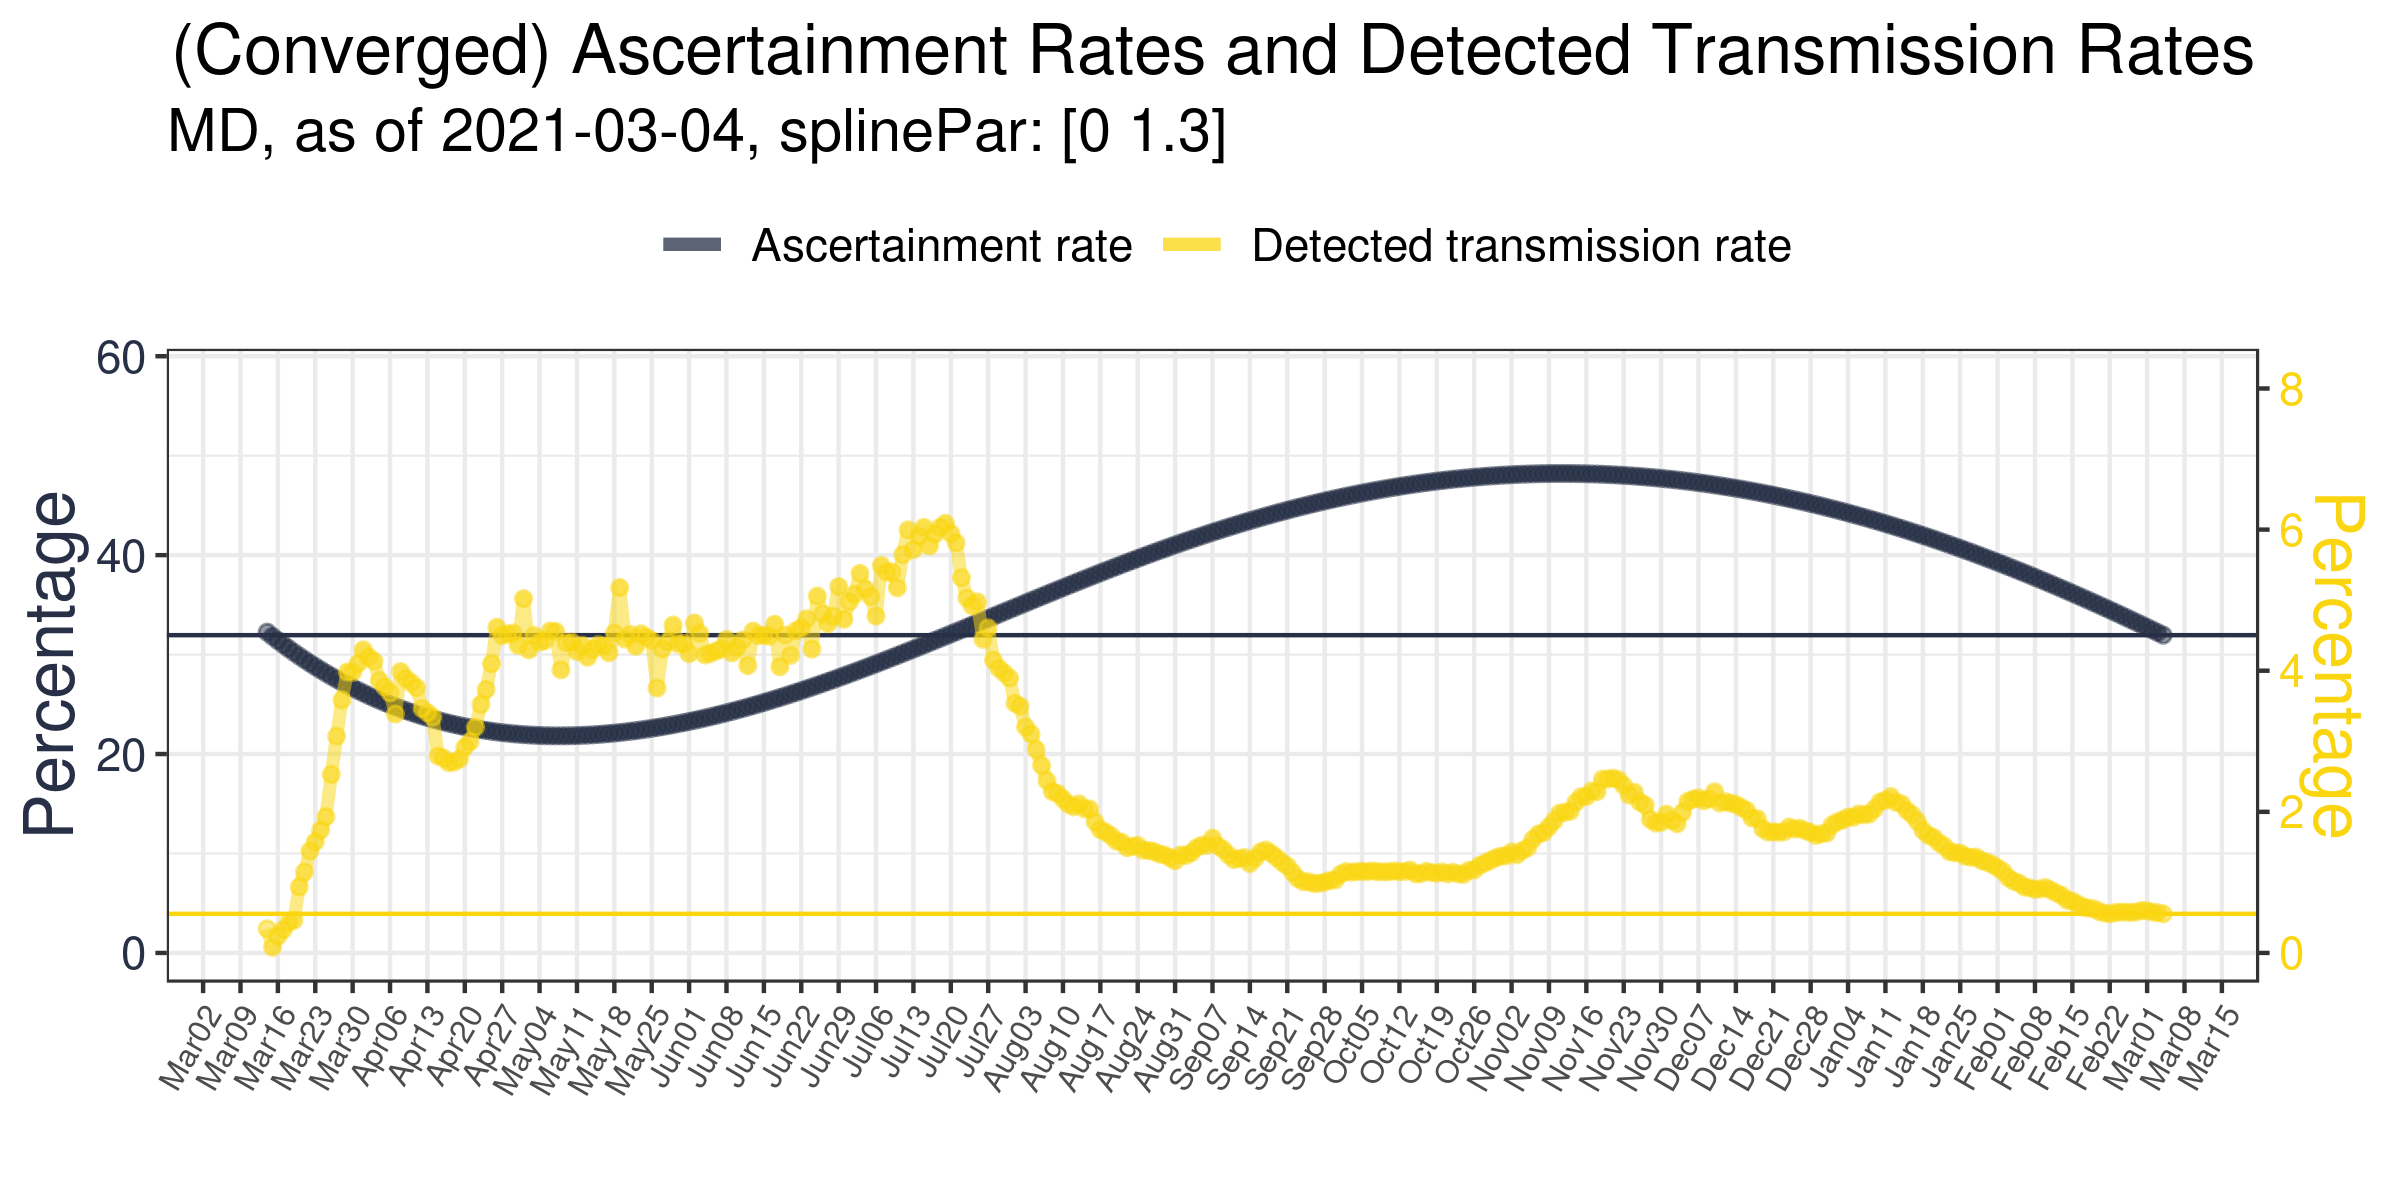 (Converged) Ascertainment Rates and Detected Transmission Rates
MD, as of 2021-03-04, splinePar: [0 1.3]
Ascertainment rate
Detected transmission rate
Percentage
60
40
20
0
8
6
4
2
0
Percentage
Mar02
Mar09
Mar16
Mar23
Mar30
Apr06
Apr13
Apr20
Apr27
May04
May11
May18
May25
Jun01
Jun08
Jun15
Jun22
Jun29
Jul06
Jul13
Jul20
Jul27
Aug03
Aug10
Aug17
Aug24
Aug31
Sep07
Sep14
Sep21
Sep28
Oct05
Oct12
Oct19
Oct26
Nov02
Nov09
Nov16
Nov23
Nov30
Dec07
Dec14
Dec21
Dec28
Jan04
Jan11
Jan18
Jan25
Feb01
Feb08
Feb15
Feb22
Mar01
Mar08
Mar15